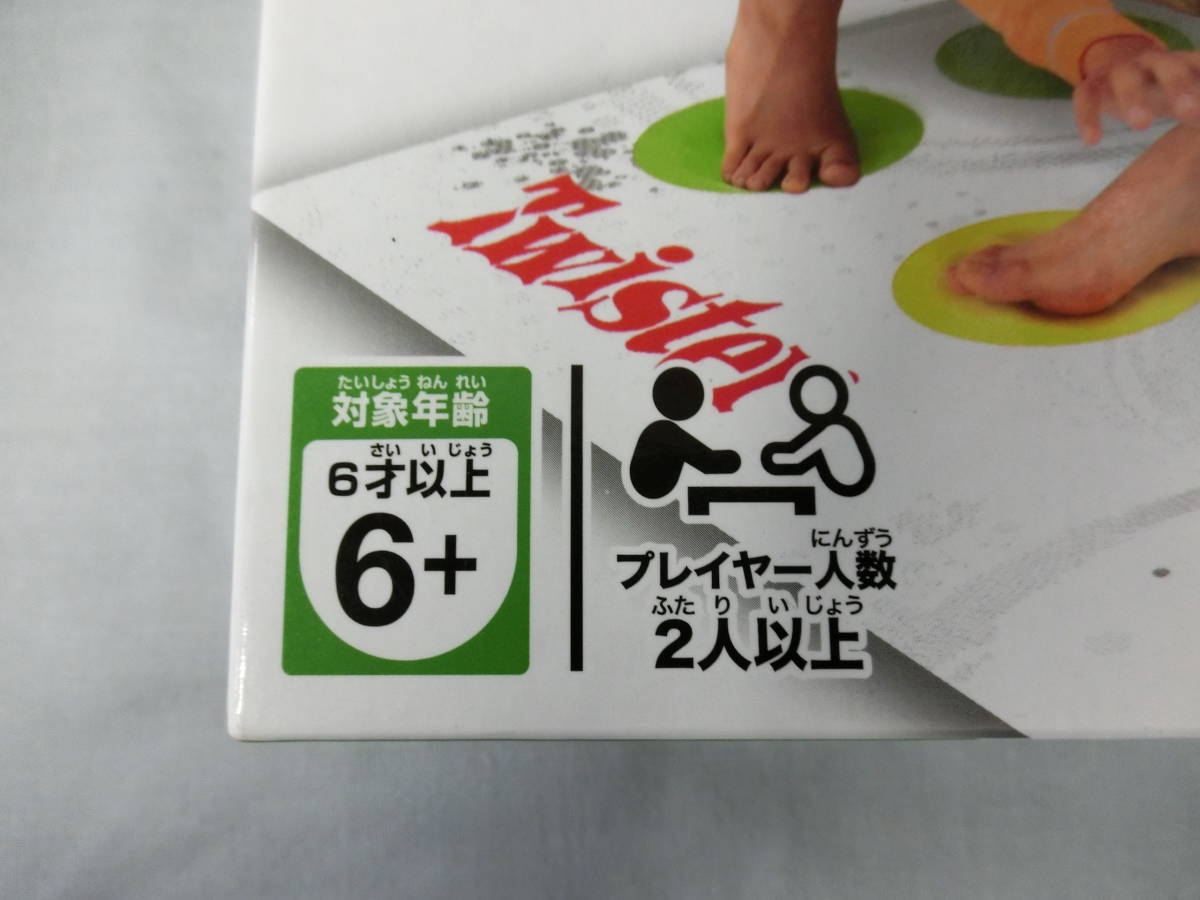 Twister
たいしょう ねん れい
対象年齢
さい い じょう
6才以上
6+
にんずう
プレイヤー人数
ふた り い じょう
2人以上